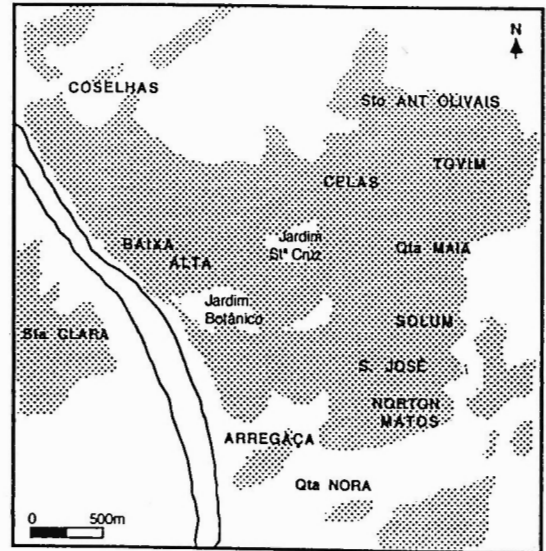 N
COSELHAS
Sto ANT OLIVAIS
TOVIM
CELAS
BAIXA
ALTA
Jardim
Stª Cruz
Qta MAIA
Jardim
Botânico
SOLUM
Sta CLARA
S. JOSÉ
NORTON
MATOS
ARREGAÇA
Qta NORA
0 500m